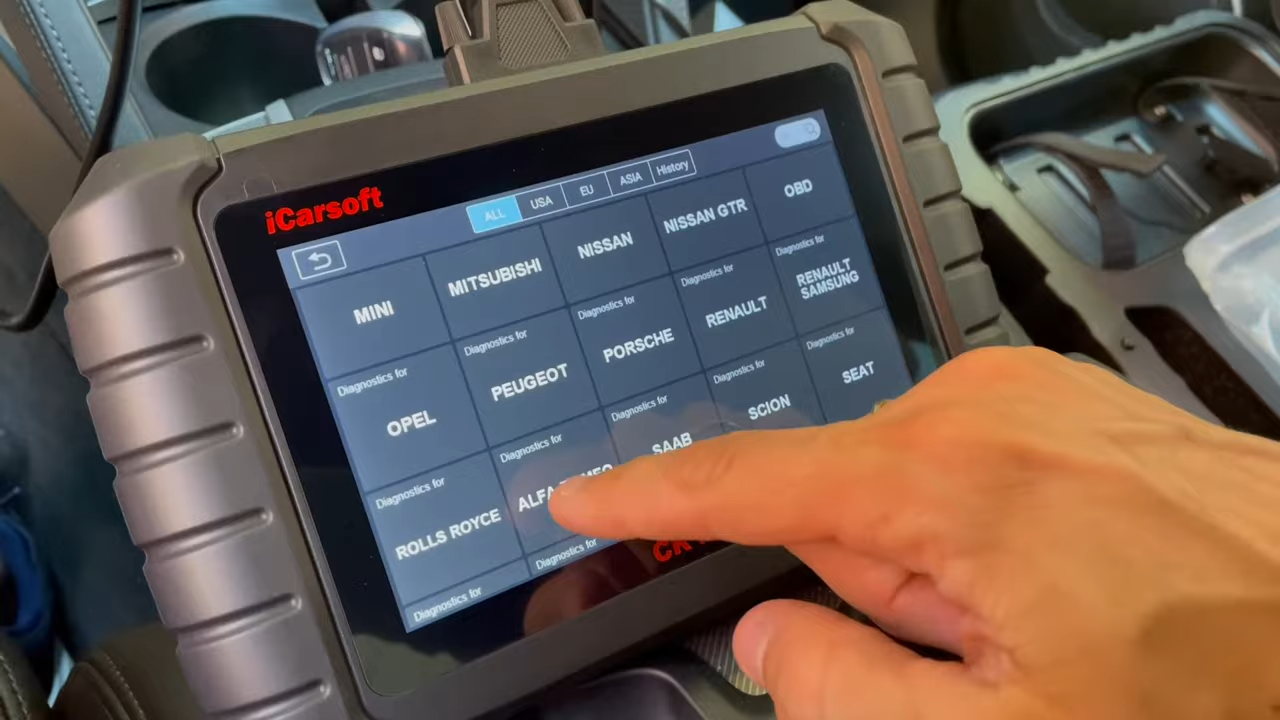 iCarsoft
ALL
USA
EU
ASIA
History
MINI
MITSUBISHI
NISSAN
NISSAN GTR
OBD
Diagnostics for
OPEL
Diagnostics for
PEUGEOT
Diagnostics for
PORSCHE
Diagnostics for
RENAULT
Diagnostics for
RENAULT
SAMSUNG
Diagnostics for
ROLLS ROYCE
Diagnostics for
ALFA
Diagnostics for
SAAB
Diagnostics for
SCION
Diagnostics for
SEAT
Diagnostics for
Diagnostics for
CR